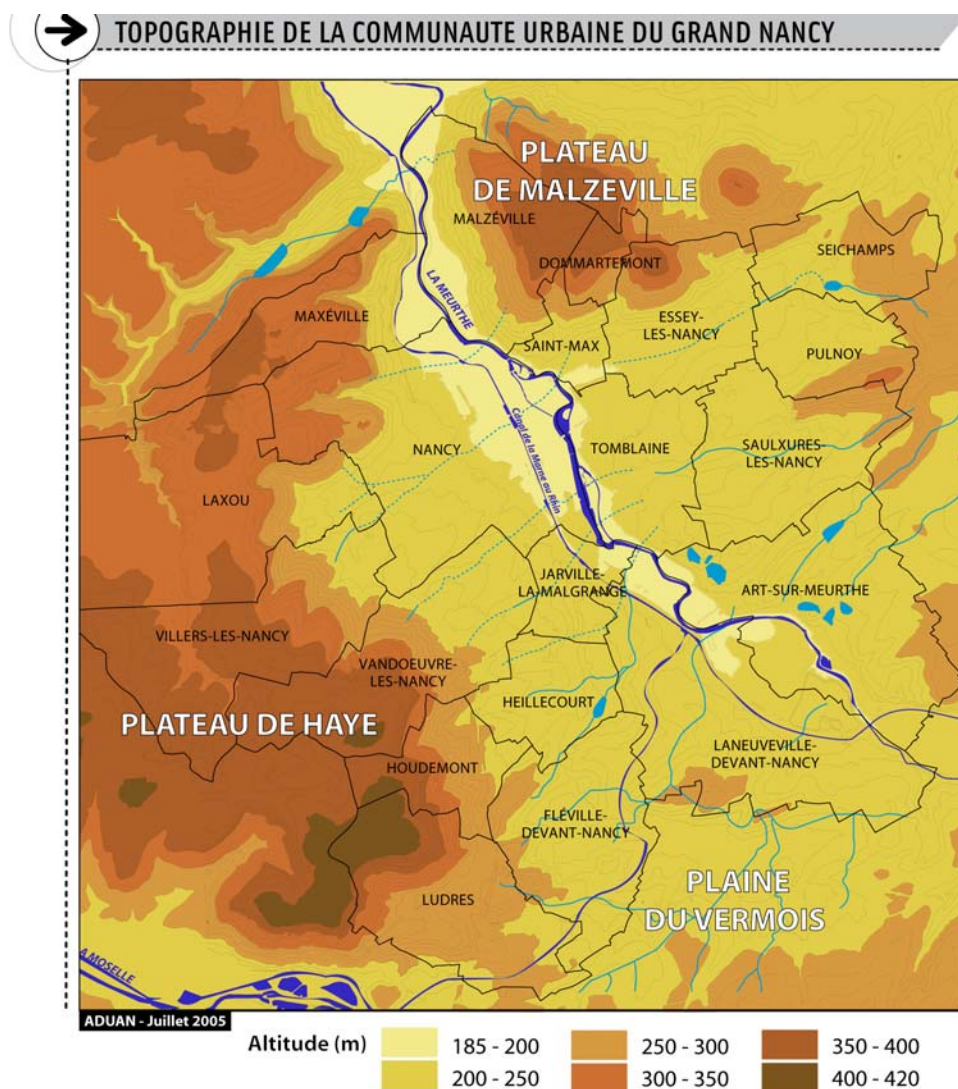 TOPOGRAPHIE DE LA COMMUNAUTE URBAINE DU GRAND NANCY
PLATEAU
DE MALZEVILLE
MALZÉVILLE
SEICHAMPS
DOMMARTEMONT
LA MEURTHE
MAXÉVILLE
ESSEY-
LES-NANCY
SAINT-MAX
PULNOY
Canal de la Marne au Rhin
NANCY
TOMBLAINE
SAULXURES-
LES-NANCY
LAXOU
JARVILLE-
LA-MALGRANGE
ART-SUR-MEURTHE
VILLERS-LES-NANCY
VANDOEUVRE-
LES-NANCY
HEILLECOURT
PLATEAU DE HAYE
LANEUVEVILLE-
DEVANT-NANCY
HOUDEMONT
FLÉVILLE-
DEVANT-NANCY
PLAINE
DU VERMOIS
LUDRES
A MOSELLE
ADUAN - Juillet 2005
Altitude (m)
185 - 200
250 - 300
350 - 400
200 - 250
300 - 350
400 - 420